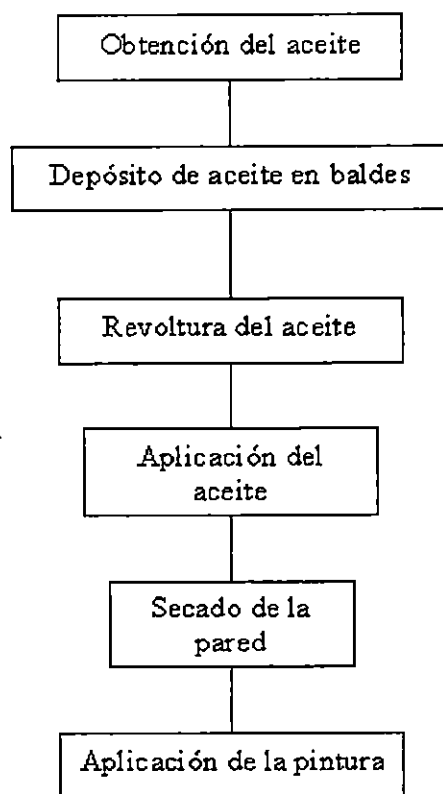 Obtención del aceite
Depósito de aceite en baldes
Revoltura del aceite
Aplicación del
aceite
Secado de la
pared
Aplicación de la pintura